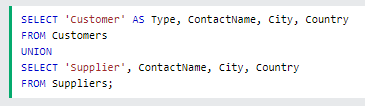 SELECT 'Customer' AS Type, ContactName, City, Country
FROM Customers
UNION
SELECT 'Supplier', ContactName, City, Country
FROM Suppliers;